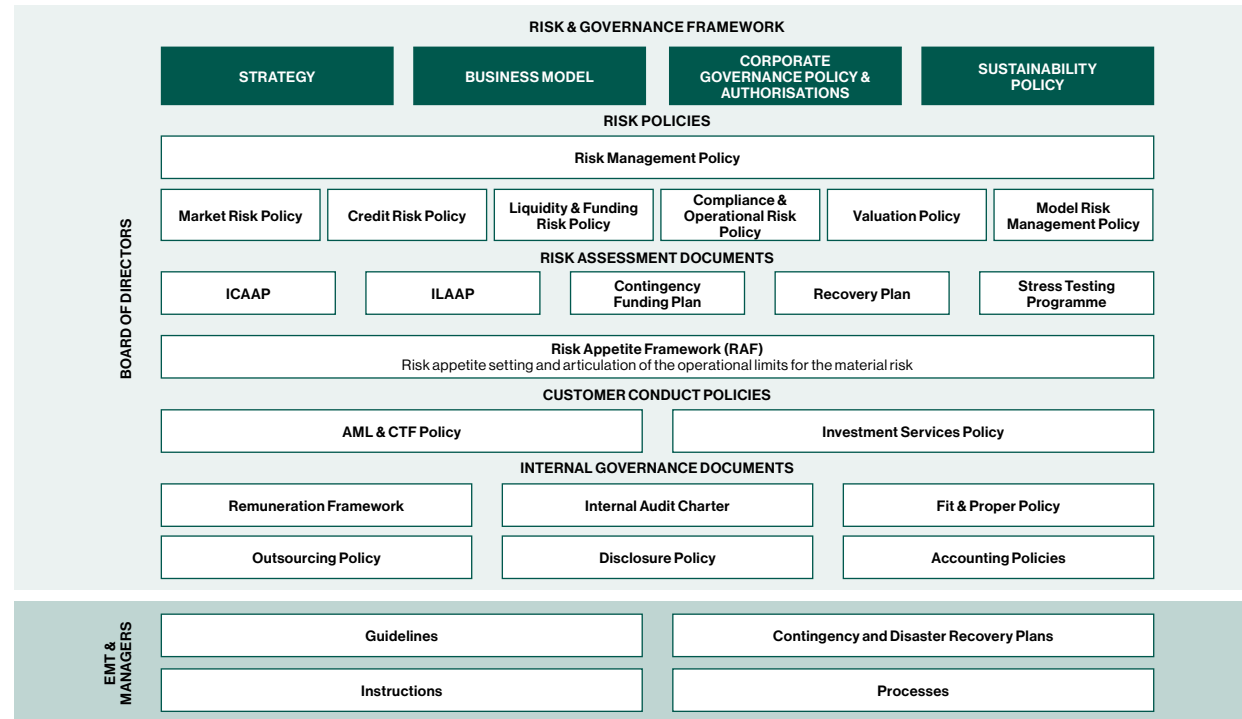 RISK & GOVERNANCE FRAMEWORK
STRATEGY
BUSINESS MODEL
CORPORATE
GOVERNANCE POLICY &
AUTHORISATIONS
SUSTAINABILITY
POLICY
BOARD OF DIRECTORS
RISK POLICIES
Risk Management Policy
Market Risk Policy
Credit Risk Policy
Liquidity & Funding
Risk Policy
Compliance &
Operational Risk
Policy
Valuation Policy
Model Risk
Management Policy
RISK ASSESSMENT DOCUMENTS
ICAAP
ILAAP
Contingency
Funding Plan
Recovery Plan
Stress Testing
Programme
Risk Appetite Framework (RAF)
Risk appetite setting and articulation of the operational limits for the material risk
CUSTOMER CONDUCT POLICIES
AML & CTF Policy
Investment Services Policy
INTERNAL GOVERNANCE DOCUMENTS
Remuneration Framework
Internal Audit Charter
Fit & Proper Policy
Outsourcing Policy
Disclosure Policy
Accounting Policies
EMT &
MANAGERS
Guidelines
Contingency and Disaster Recovery Plans
Instructions
Processes